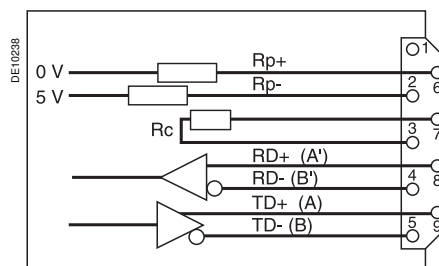 DE10238
1
0 V
Rp+
6
5 V
Rp-
2
7
Rc
3
RD+ (A')
8
RD- (B')
4
TD+ (A)
9
TD- (B)
5